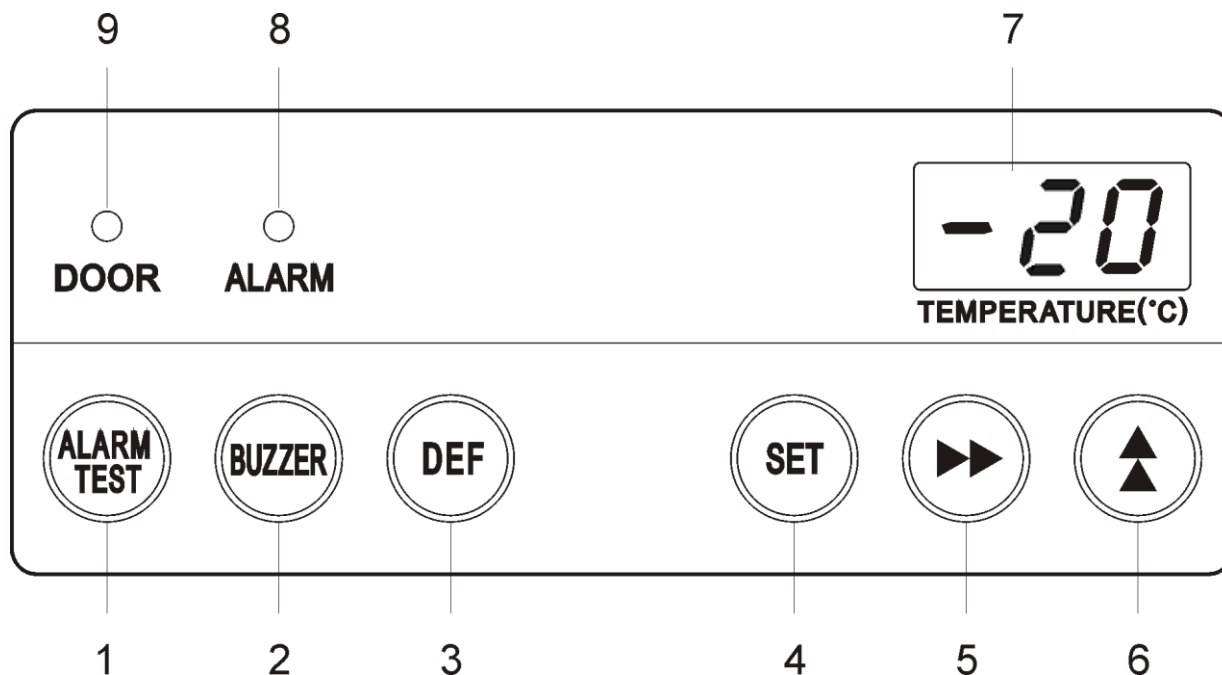 9 8 7
-20
DOOR ALARM
TEMPERATURE(°C)
ALARM
TEST
BUZZER
DEF
SET
1 2 3 4 5 6